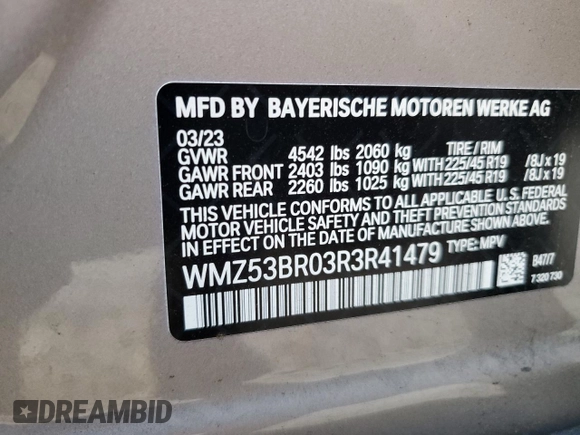 MFD BY BAYERISCHE MOTOREN WERKE AG
03/23
GVWR 4542 lbs 2060 kg TIRE / RIM
GAWR FRONT 2403 lbs 1090 kg WITH 225/45 R19 / 8J x 19
GAWR REAR 2260 lbs 1025 kg WITH 225/45 R19 / 8J x 19
THIS VEHICLE CONFORMS TO ALL APPLICABLE U. S. FEDERAL
MOTOR VEHICLE SAFETY AND THEFT PREVENTION STANDARDS
IN EFFECT ON THE DATE OF MANUFACTURE SHOWN ABOVE.
WMZ53BR03R3R41479 TYPE: MPV
B47/7
7 320 730
DREAMBID